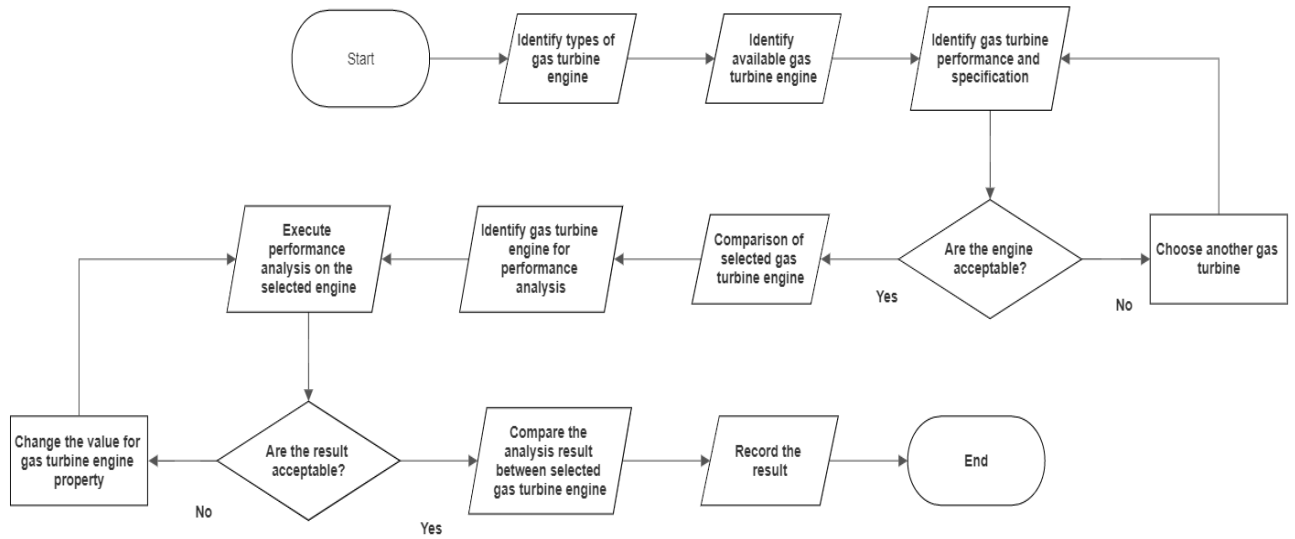 Start
Identify types of
gas turbine
engine
Identify
available gas
turbine engine
Identify gas turbine
performance and
specification
Execute
performance
analysis on the
selected engine
Identify gas turbine
engine for
performance
analysis
Comparison of
selected gas
turbine engine
Are the engine
acceptable?
Choose another gas
turbine
Yes
No
Change the value for
gas turbine engine
property
Are the result
acceptable?
Compare the
analysis result
between selected
gas turbine engine
Record the
result
End
No
Yes